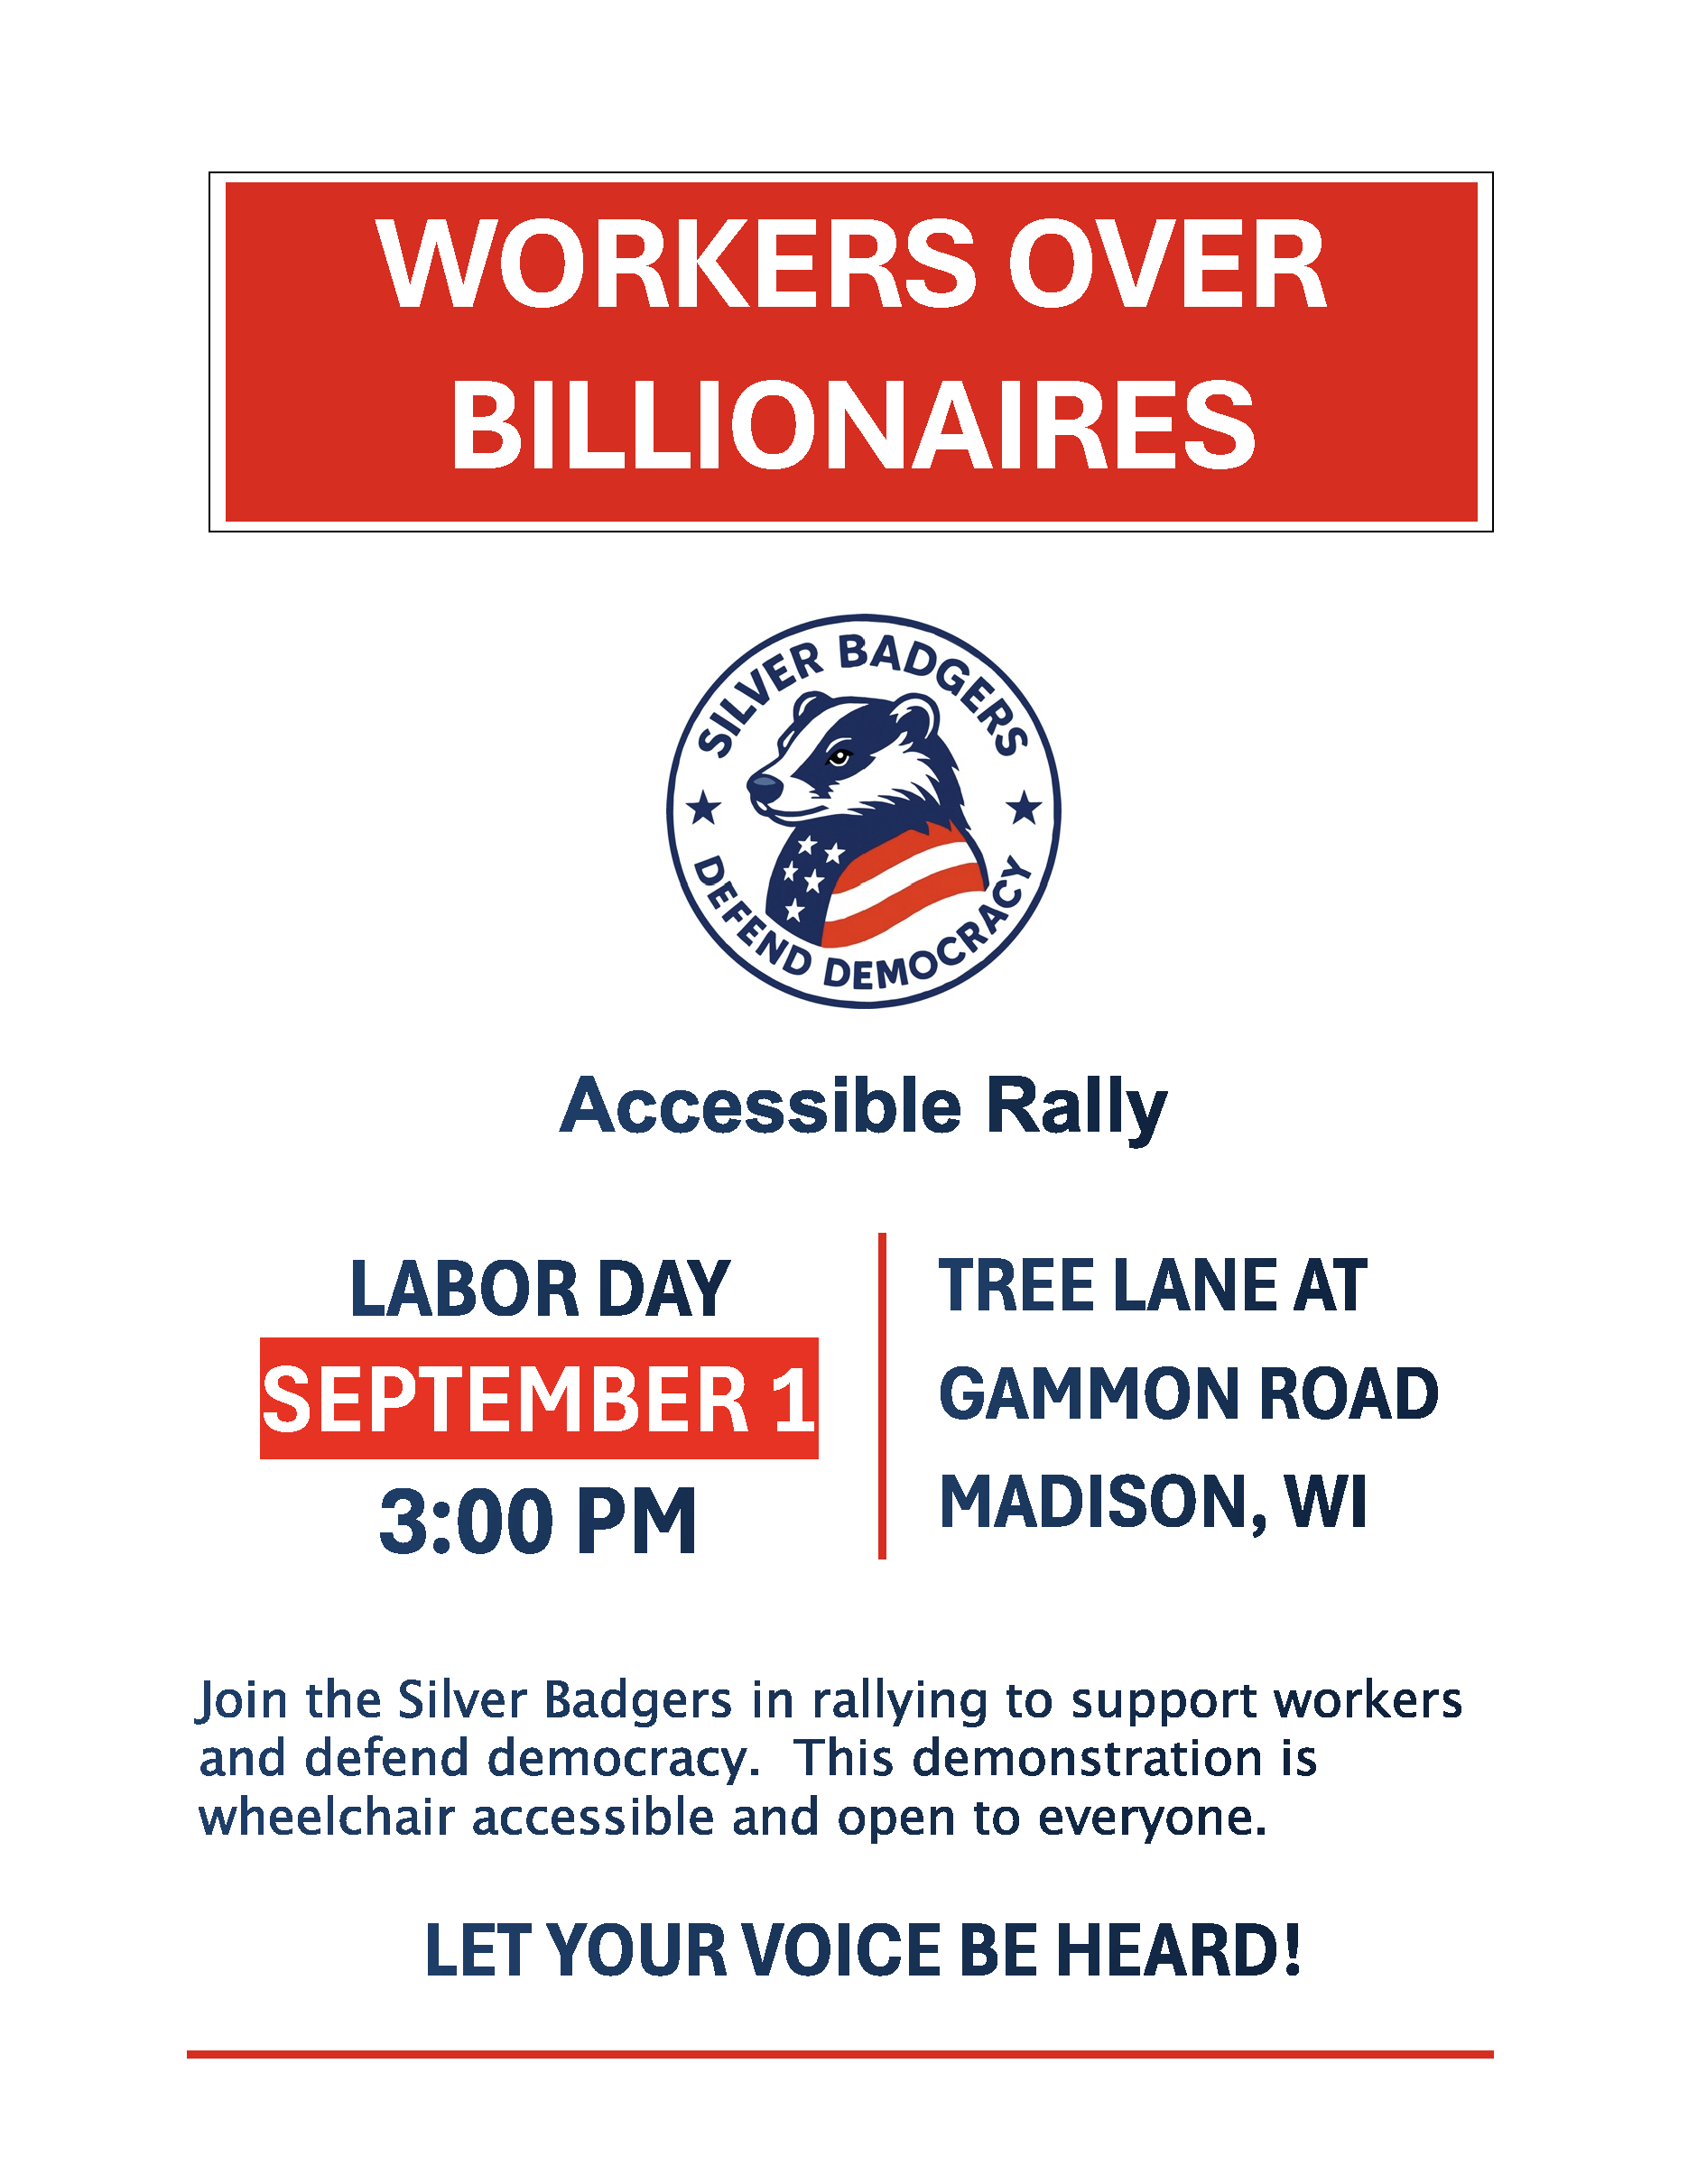 WORKERS OVER
BILLIONAIRES
SILVER BADGERS
DEFEND DEMOCRACY
Accessible Rally
LABOR DAY
SEPTEMBER 1
3:00 PM
TREE LANE AT
GAMMON ROAD
MADISON, WI
Join the Silver Badgers in rallying to support workers
and defend democracy.  This demonstration is
wheelchair accessible and open to everyone.
LET YOUR VOICE BE HEARD!